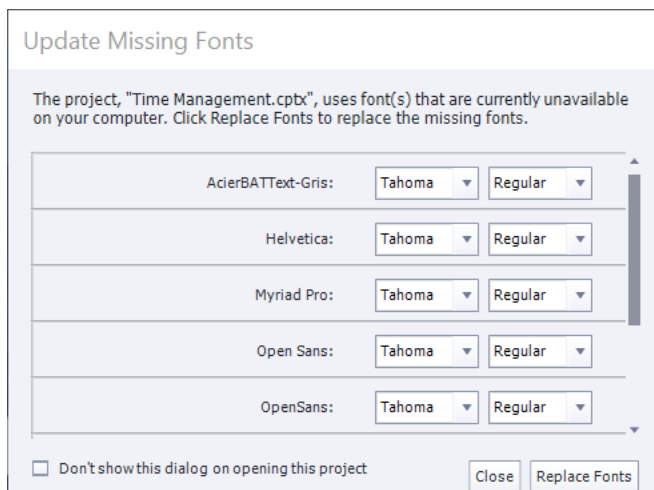 Update Missing Fonts
The project, "Time Management.cptx", uses font(s) that are currently unavailable
on your computer. Click Replace Fonts to replace the missing fonts.
AcierBATText-Gris: Tahoma Regular
Helvetica: Tahoma Regular
Myriad Pro: Tahoma Regular
Open Sans: Tahoma Regular
OpenSans: Tahoma Regular
Don't show this dialog on opening this project
Close Replace Fonts